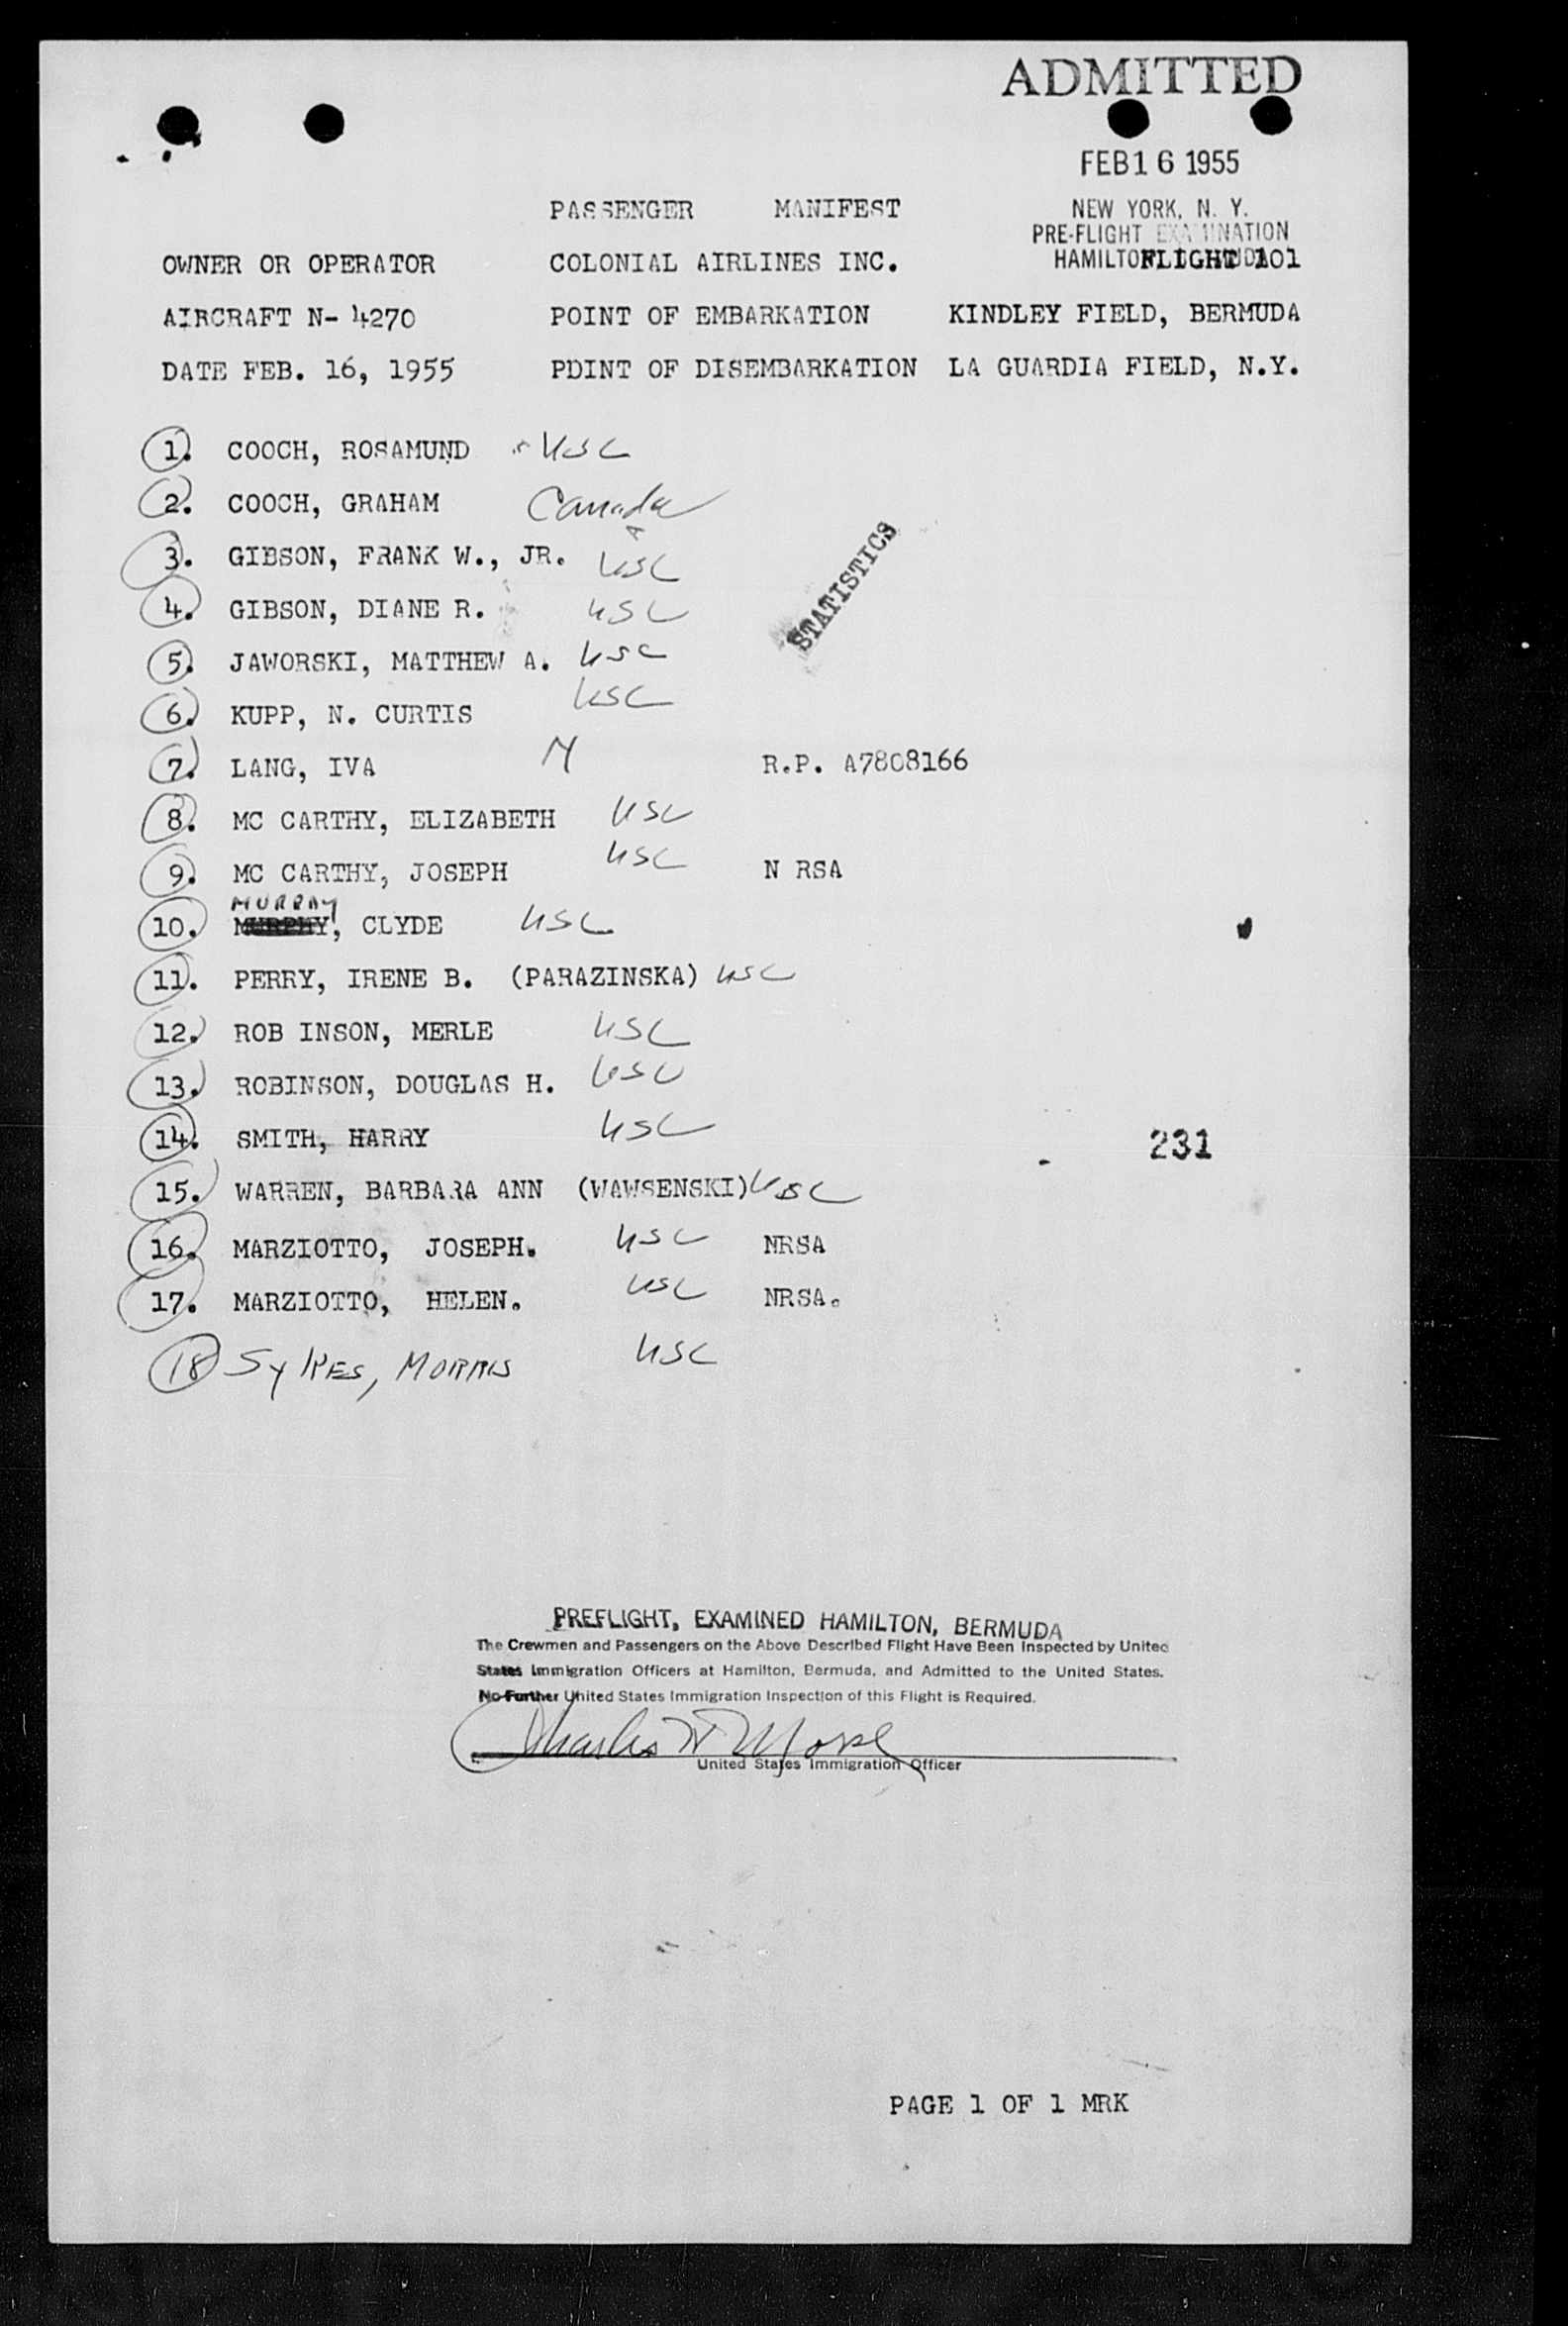 ADMITTED
FEB 16 1955
PASSENGER MANIFEST
NEW YORK, N. Y.
PRE-FLIGHT EXAMINATION
OWNER OR OPERATOR COLONIAL AIRLINES INC. FLIGHT 101
AIRCRAFT N- 4270 POINT OF EMBARKATION KINDLEY FIELD, BERMUDA
DATE FEB. 16, 1955 PDINT OF DISEMBARKATION LA GUARDIA FIELD, N.Y.
1. COOCH, ROSAMUND USC
2. COOCH, GRAHAM Canada
3. GIBSON, FRANK W., JR. USC
4. GIBSON, DIANE R. USC
STATISTICS
5. JAWORSKI, MATTHEW A. USC
6. KUPP, N. CURTIS USC
7. LANG, IVA R.P. A7808166
8. MC CARTHY, ELIZABETH USC
9. MC CARTHY, JOSEPH USC N RSA
MURRAY
10. MURPHY, CLYDE USC
11. PERRY, IRENE B. (PARAZINSKA) USC
12. ROB INSON, MERLE USC
13. ROBINSON, DOUGLAS H. USC
14. SMITH, HARRY USC 231
15. WARREN, BARBARA ANN (WAWSENSKI) USC
16. MARZIOTTO, JOSEPH. USC NRSA
17. MARZIOTTO, HELEN. USC NRSA.
18 SYKES, MORRIS USC
PREFLIGHT, EXAMINED HAMILTON, BERMUDA
The Crewmen and Passengers on the Above Described Flight Have Been Inspected by United
States Immigration Officers at Hamilton, Bermuda, and Admitted to the United States.
No Further United States Immigration Inspection of this Flight is Required.
Charles W Morse
United States Immigration Officer
PAGE 1 OF 1 MRK